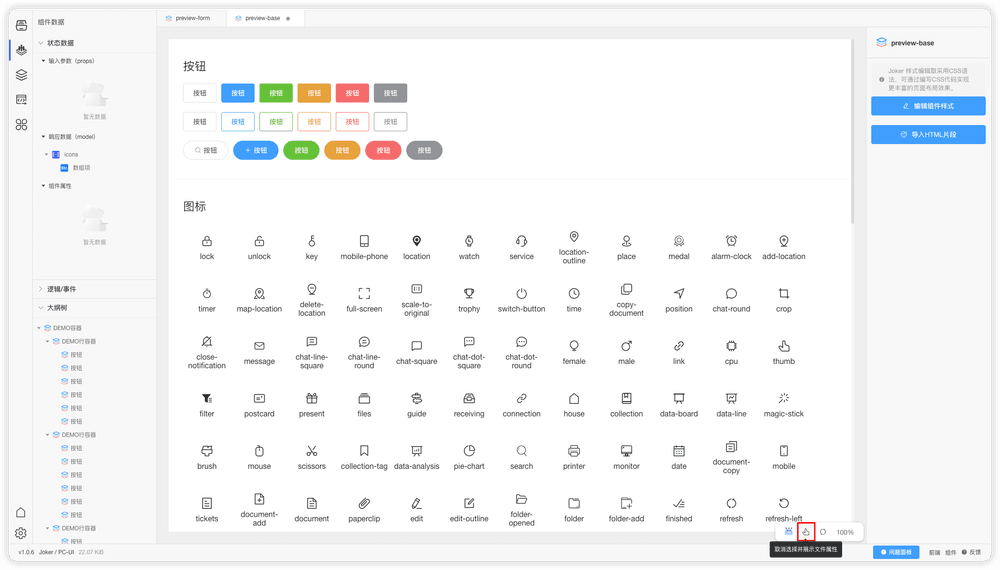 组件数据
状态数据
输入参数（props）
暂无数据
响应数据（model）
icons
数组项
组件属性
暂无数据
逻辑/事件
大纲树
DEMO容器
DEMO行容器
按钮
按钮
按钮
按钮
按钮
按钮
DEMO行容器
按钮
按钮
按钮
按钮
按钮
按钮
DEMO行容器
按钮
preview-form
preview-base
按钮
按钮 按钮 按钮 按钮 按钮 按钮
按钮 按钮 按钮 按钮 按钮 按钮
按钮 + 按钮 按钮 按钮 按钮 按钮
图标
lock unlock key mobile-phone location watch service location-outline place medal alarm-clock add-location
timer map-location delete-location full-screen scale-to-original trophy switch-button time copy-document position chat-round crop
close-notification message chat-line-square chat-line-round chat-square chat-dot-square chat-dot-round female male link cpu thumb
filter postcard present files guide receiving connection house collection data-board data-line magic-stick
brush mouse scissors collection-tag data-analysis pie-chart search printer monitor date document-copy mobile
tickets document-add document paperclip edit edit-outline folder-opened folder folder-add finished refresh refresh-left
100%
取消选择并展示文件属性
preview-base
Joker 样式编辑取采用CSS语
法，可通过编写CSS代码实现
更丰富的页面布局效果。
编辑组件样式
导入HTML片段
v1.0.6 Joker / PC-UI 22.07 KiB
问题面板 前端 组件 反馈